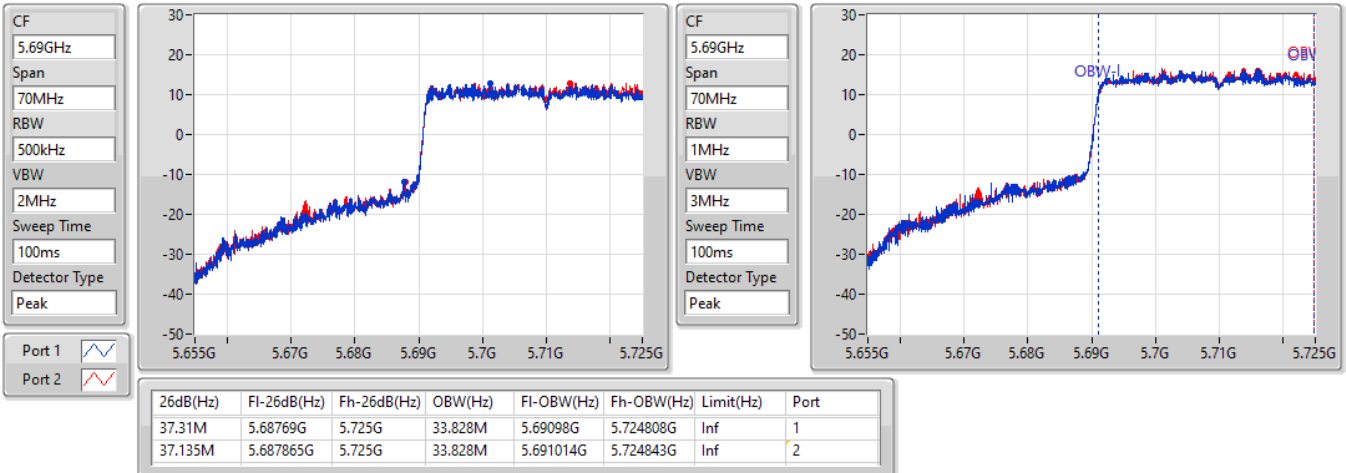 CF
5.69GHz
Span
70MHz
RBW
500kHz
VBW
2MHz
Sweep Time
100ms
Detector Type
Peak
Port 1
Port 2
30
20
10
0
-10
-20
-30
-40
-50
5.655G 5.67G 5.68G 5.69G 5.7G 5.71G 5.725G
CF
5.69GHz
Span
70MHz
RBW
1MHz
VBW
3MHz
Sweep Time
100ms
Detector Type
Peak
30
20
10
0
-10
-20
-30
-40
-50
OBW-l
OBW
5.655G 5.67G 5.68G 5.69G 5.7G 5.71G 5.725G
26dB(Hz) Fl-26dB(Hz) Fh-26dB(Hz) OBW(Hz) Fl-OBW(Hz) Fh-OBW(Hz) Limit(Hz) Port
37.31M 5.68769G 5.725G 33.828M 5.69098G 5.724808G Inf 1
37.135M 5.687865G 5.725G 33.828M 5.691014G 5.724843G Inf 2